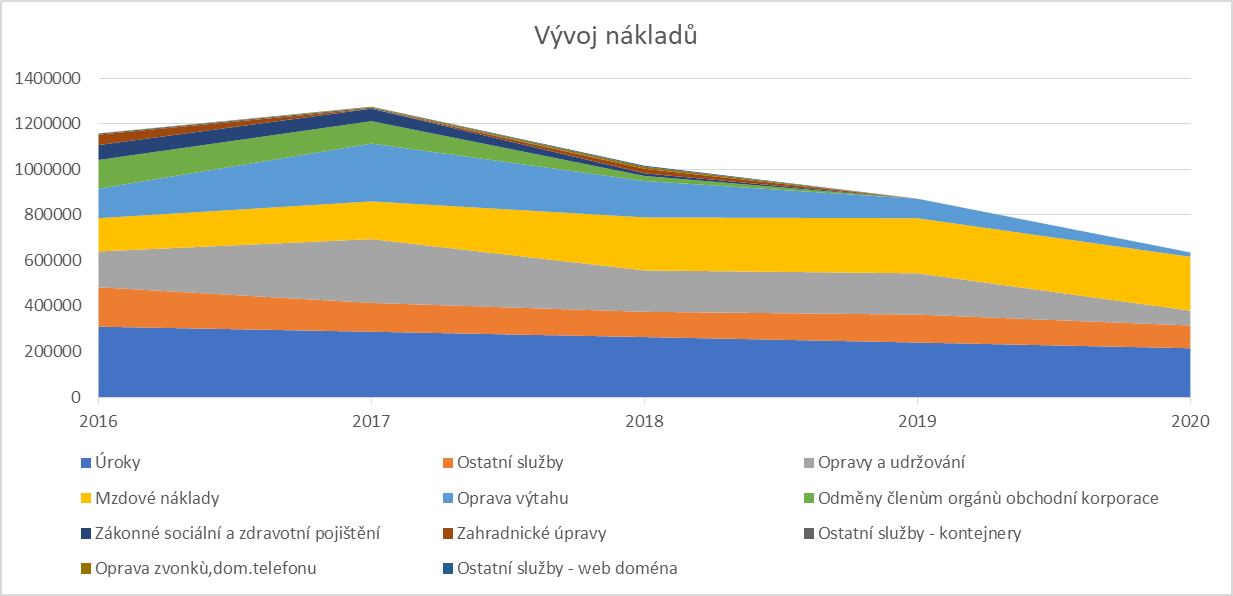 Vývoj nákladů
1400000
1200000
1000000
800000
600000
400000
200000
0
2016 2017 2018 2019 2020
Úroky Ostatní služby Opravy a udržování
Mzdové náklady Oprava výtahu Odměny členùm orgánù obchodní korporace
Zákonné sociální a zdravotní pojištění Zahradnické úpravy Ostatní služby - kontejnery
Oprava zvonkù,dom.telefonu Ostatní služby - web doména